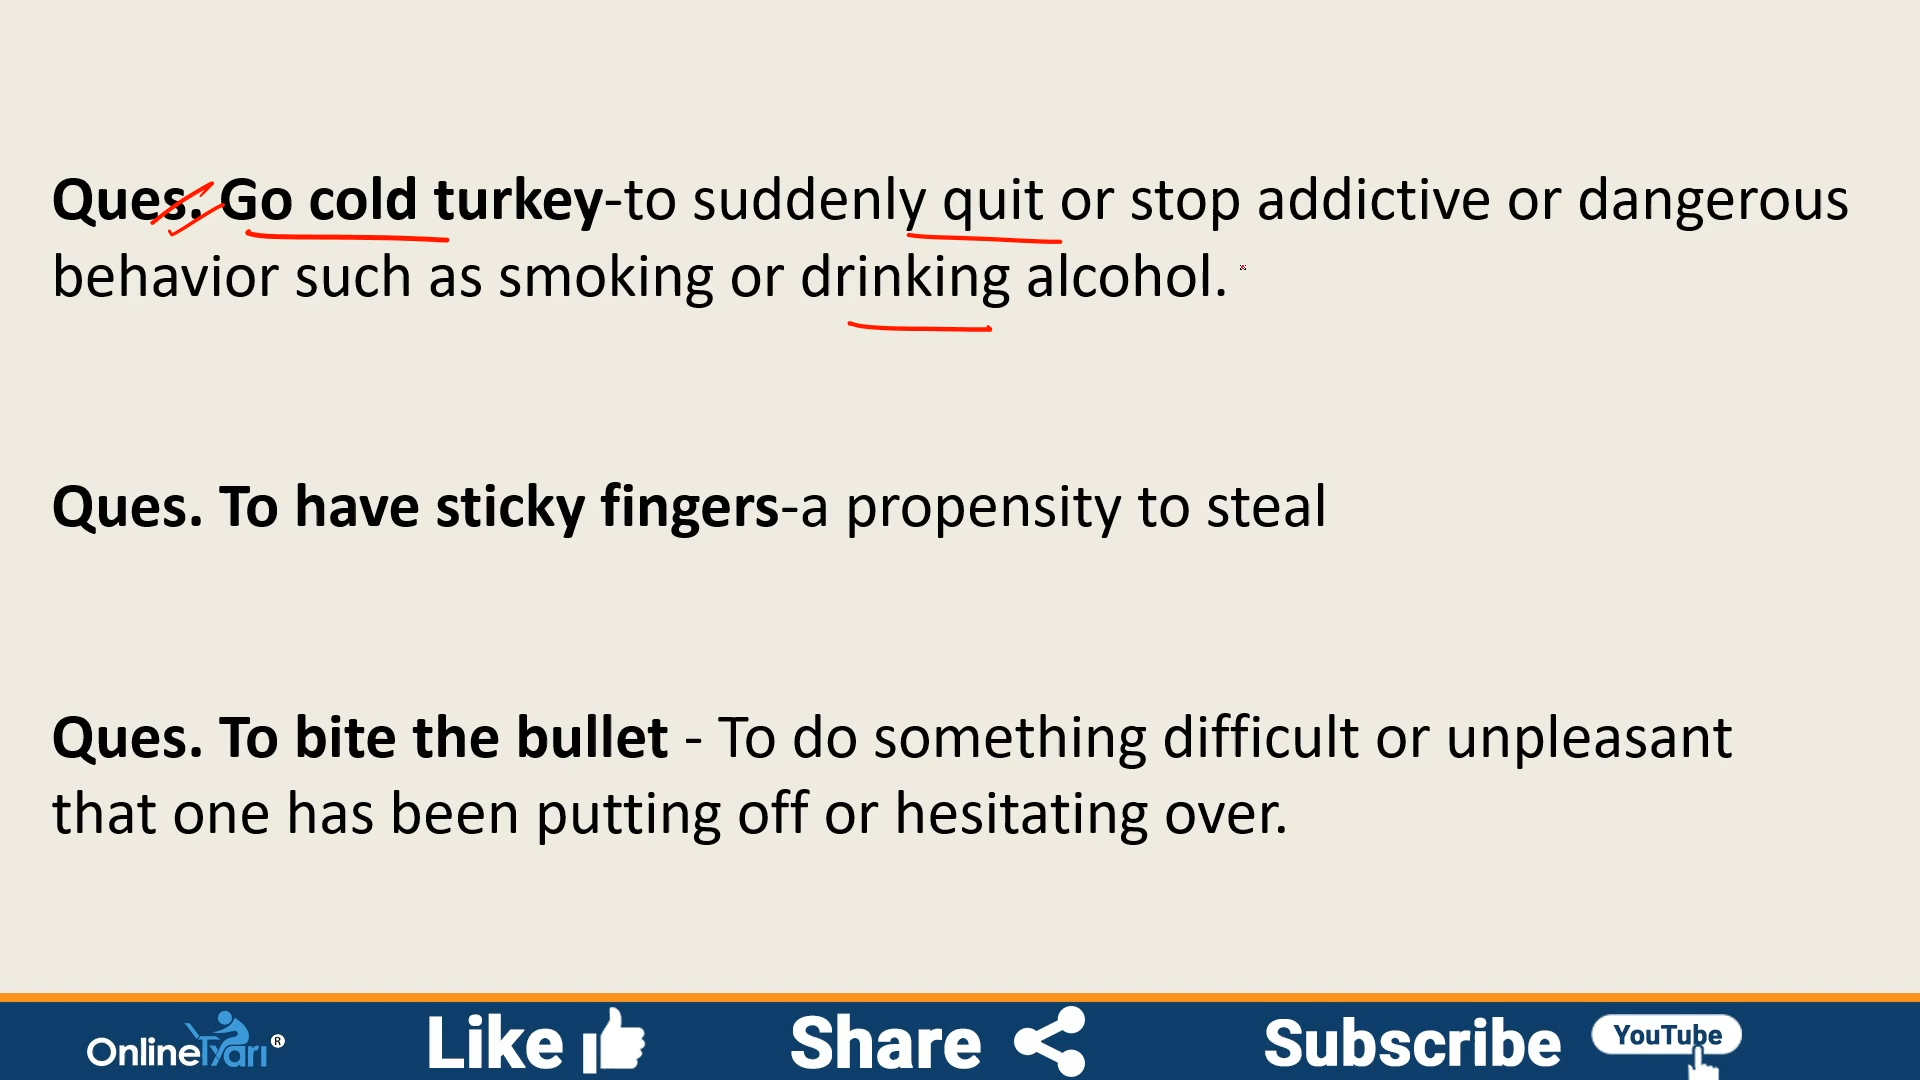 Ques. Go cold turkey-to suddenly quit or stop addictive or dangerous
behavior such as smoking or drinking alcohol.
Ques. To have sticky fingers-a propensity to steal
Ques. To bite the bullet - To do something difficult or unpleasant
that one has been putting off or hesitating over.
OnlineTyari® Like Share Subscribe YouTube